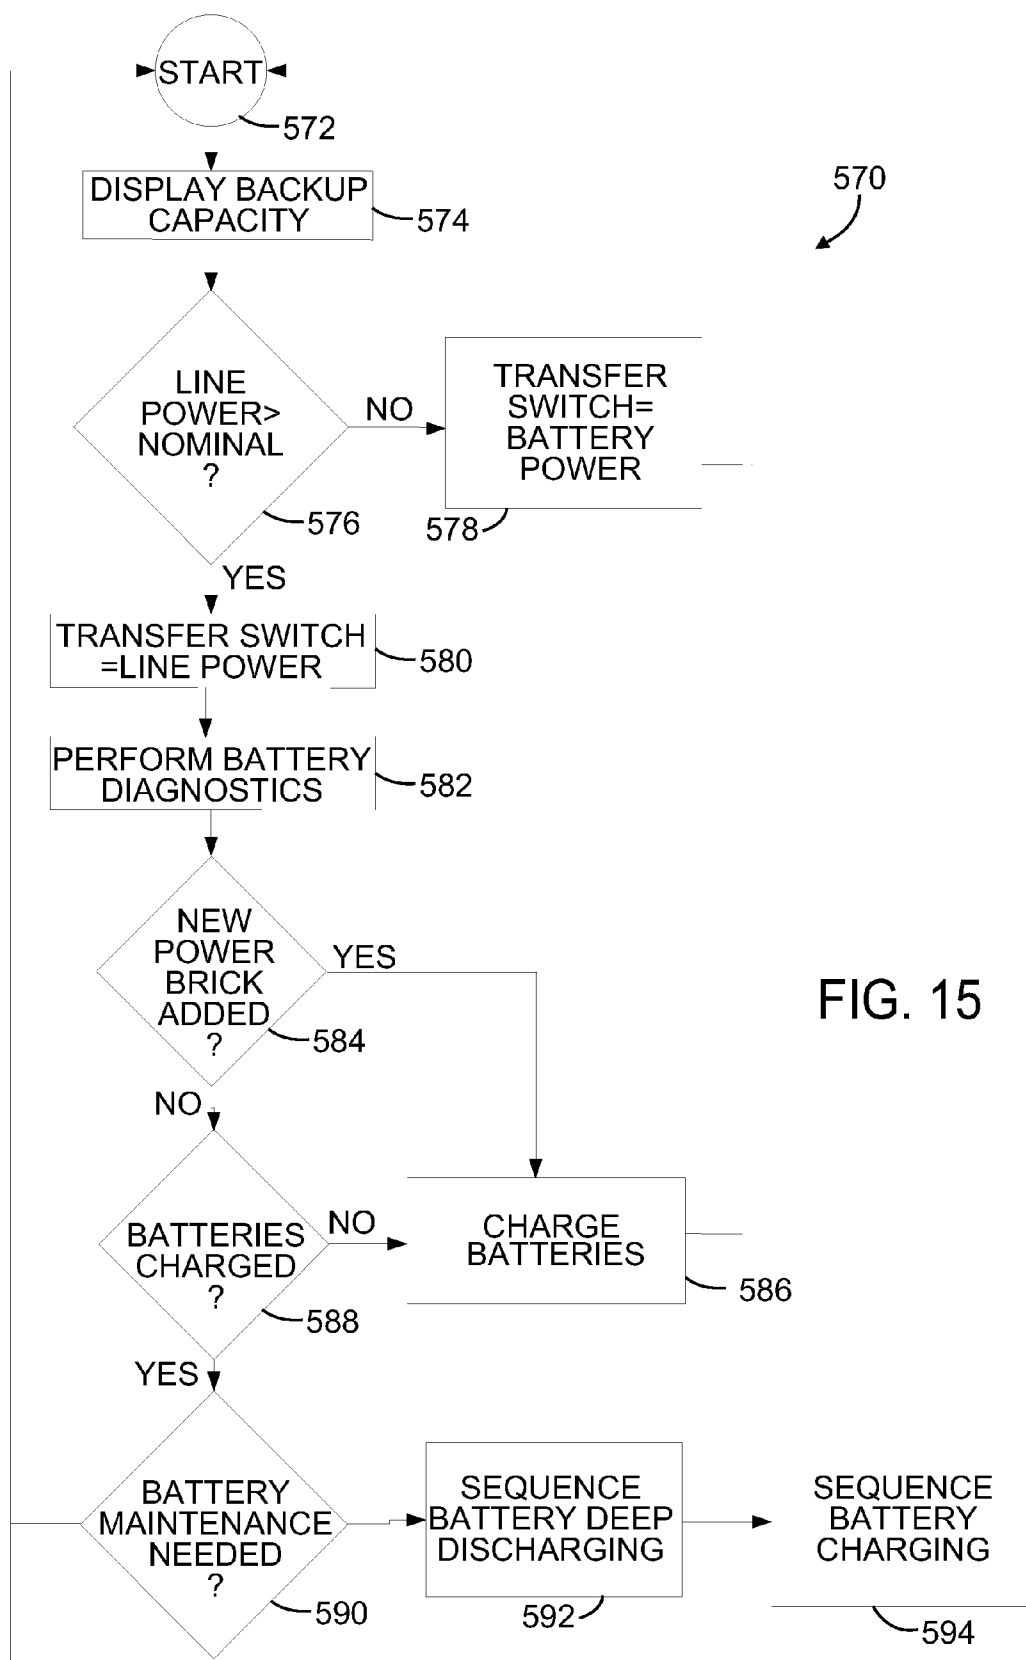 START
572
DISPLAY BACKUP
CAPACITY
574
570
LINE
POWER>
NOMINAL
?
576
NO
TRANSFER
SWITCH=
BATTERY
POWER
578
YES
TRANSFER SWITCH
=LINE POWER
580
PERFORM BATTERY
DIAGNOSTICS
582
NEW
POWER
BRICK
ADDED
?
584
YES
FIG. 15
NO
BATTERIES
CHARGED
?
588
NO
CHARGE
BATTERIES
586
YES
BATTERY
MAINTENANCE
NEEDED
?
590
SEQUENCE
BATTERY DEEP
DISCHARGING
592
SEQUENCE
BATTERY
CHARGING
594